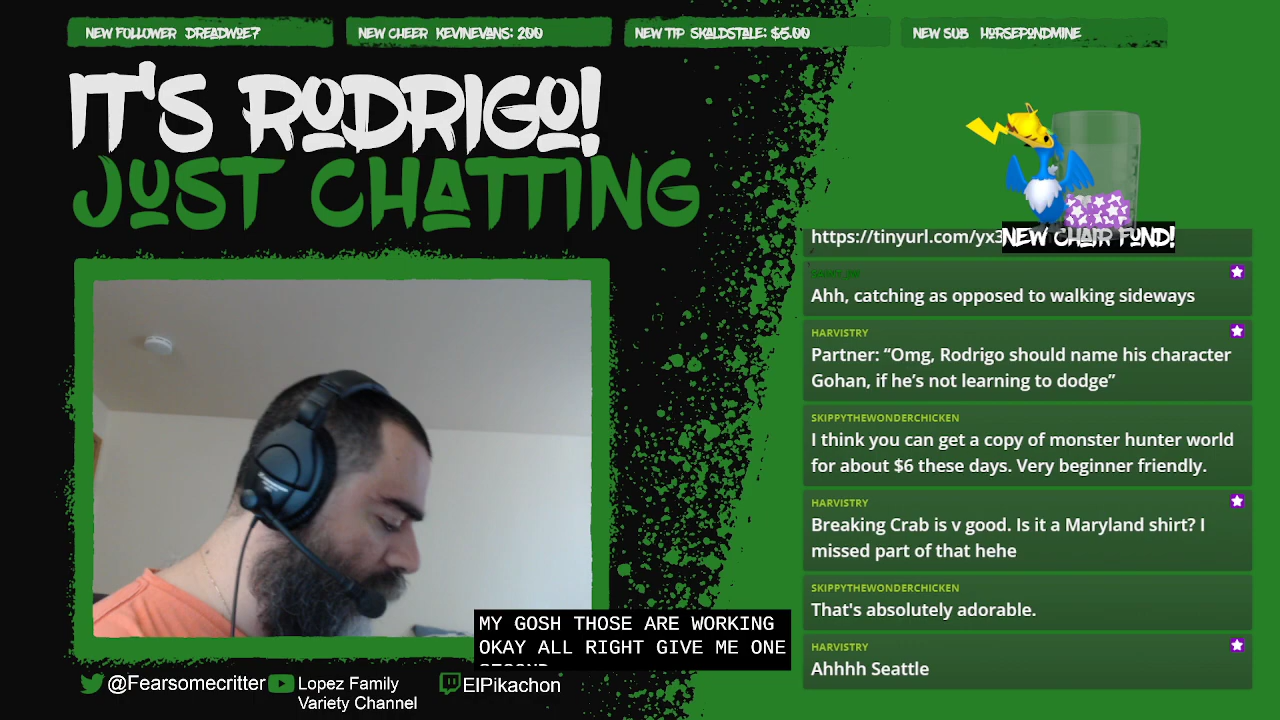 NEW FOLLOWER DREADWOE7
NEW CHEER KEVINEVANS: 200
NEW TIP SKALDSTALE: $5.00
NEW SUB HORSEPONDMINE
IT'S RODRIGO!
JUST CHATTING
https://tinyurl.com/yx3
NEW CHAIR FUND!
Ahh, catching as opposed to walking sideways
HARVISTRY
Partner: “Omg, Rodrigo should name his character
Gohan, if he’s not learning to dodge”
SKIPPYTHEWONDERCHICKEN
I think you can get a copy of monster hunter world
for about $6 these days. Very beginner friendly.
HARVISTRY
Breaking Crab is v good. Is it a Maryland shirt? I
missed part of that hehe
SKIPPYTHEWONDERCHICKEN
That's absolutely adorable.
HARVISTRY
Ahhhh Seattle
MY GOSH THOSE ARE WORKING
OKAY ALL RIGHT GIVE ME ONE
SECOND
@Fearsomecritter
Lopez Family
Variety Channel
ElPikachon